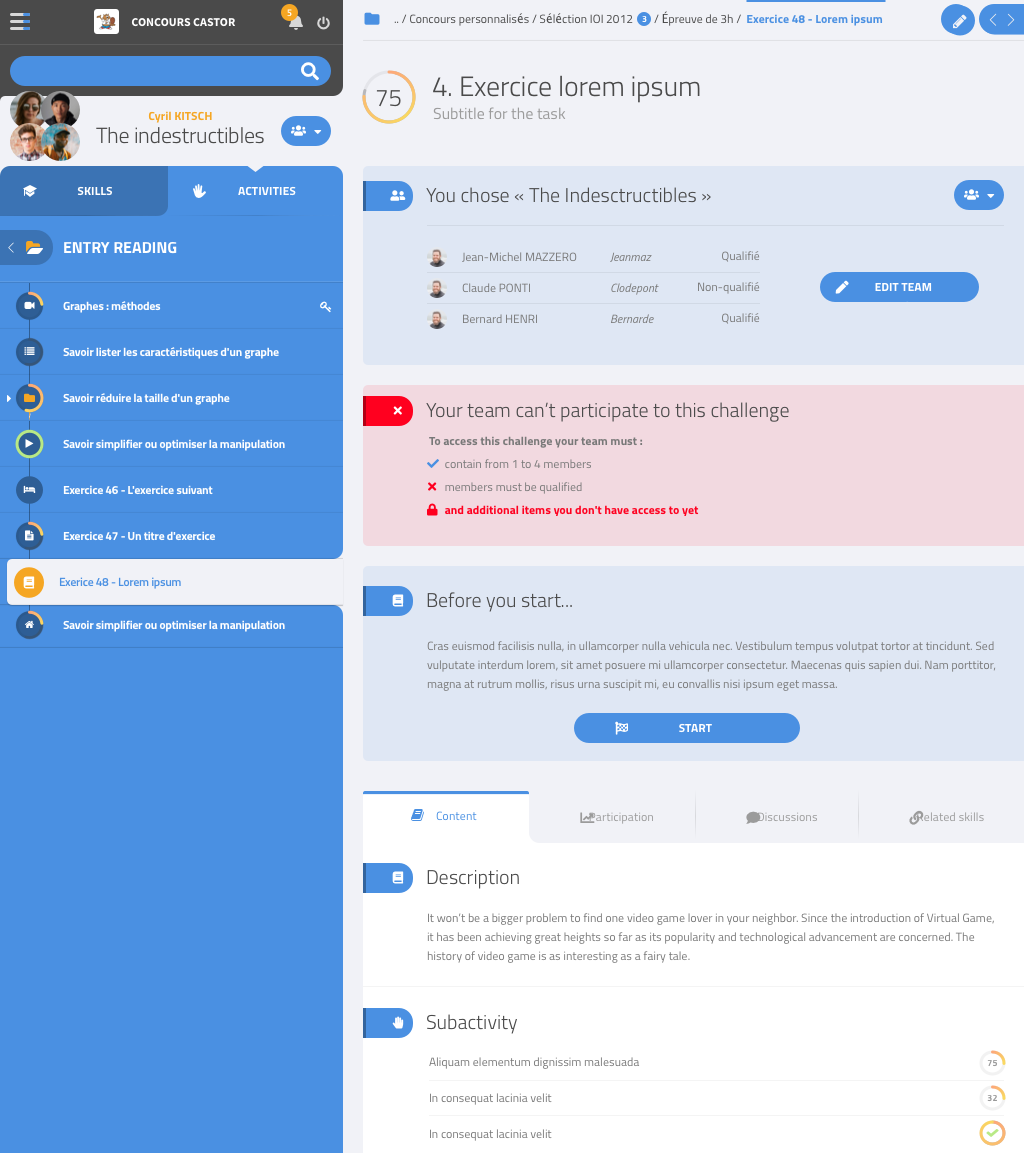 CONCOURS CASTOR
5
Cyril KITSCH
The indestructibles
SKILLS
ACTIVITIES
ENTRY READING
Graphes : méthodes
Savoir lister les caractéristiques d'un graphe
Savoir réduire la taille d'un graphe
Savoir simplifier ou optimiser la manipulation
Exercice 46 - L'exercice suivant
Exercice 47 - Un titre d'exercice
Exerice 48 - Lorem ipsum
Savoir simplifier ou optimiser la manipulation
.. / Concours personnalisés / Séléction IOI 2012 3 / Épreuve de 3h / Exercice 48 - Lorem ipsum
75
4. Exercice lorem ipsum
Subtitle for the task
You chose « The Indesctructibles »
Jean-Michel MAZZERO Jeanmaz Qualifié
Claude PONTI Clodepont Non-qualifié
Bernard HENRI Bernarde Qualifié
EDIT TEAM
Your team can’t participate to this challenge
To access this challenge your team must :
contain from 1 to 4 members
members must be qualified
and additional items you don't have access to yet
Before you start...
Cras euismod facilisis nulla, in ullamcorper nulla vehicula nec. Vestibulum tempus volutpat tortor at tincidunt. Sed
vulputate interdum lorem, sit amet posuere mi ullamcorper consectetur. Maecenas quis sapien dui. Nam porttitor,
magna at rutrum mollis, risus urna suscipit mi, eu convallis nisi ipsum eget massa.
START
Content
articipation
Discussions
Related skills
Description
It won’t be a bigger problem to find one video game lover in your neighbor. Since the introduction of Virtual Game,
it has been achieving great heights so far as its popularity and technological advancement are concerned. The
history of video game is as interesting as a fairy tale.
Subactivity
Aliquam elementum dignissim malesuada 75
In consequat lacinia velit 32
In consequat lacinia velit